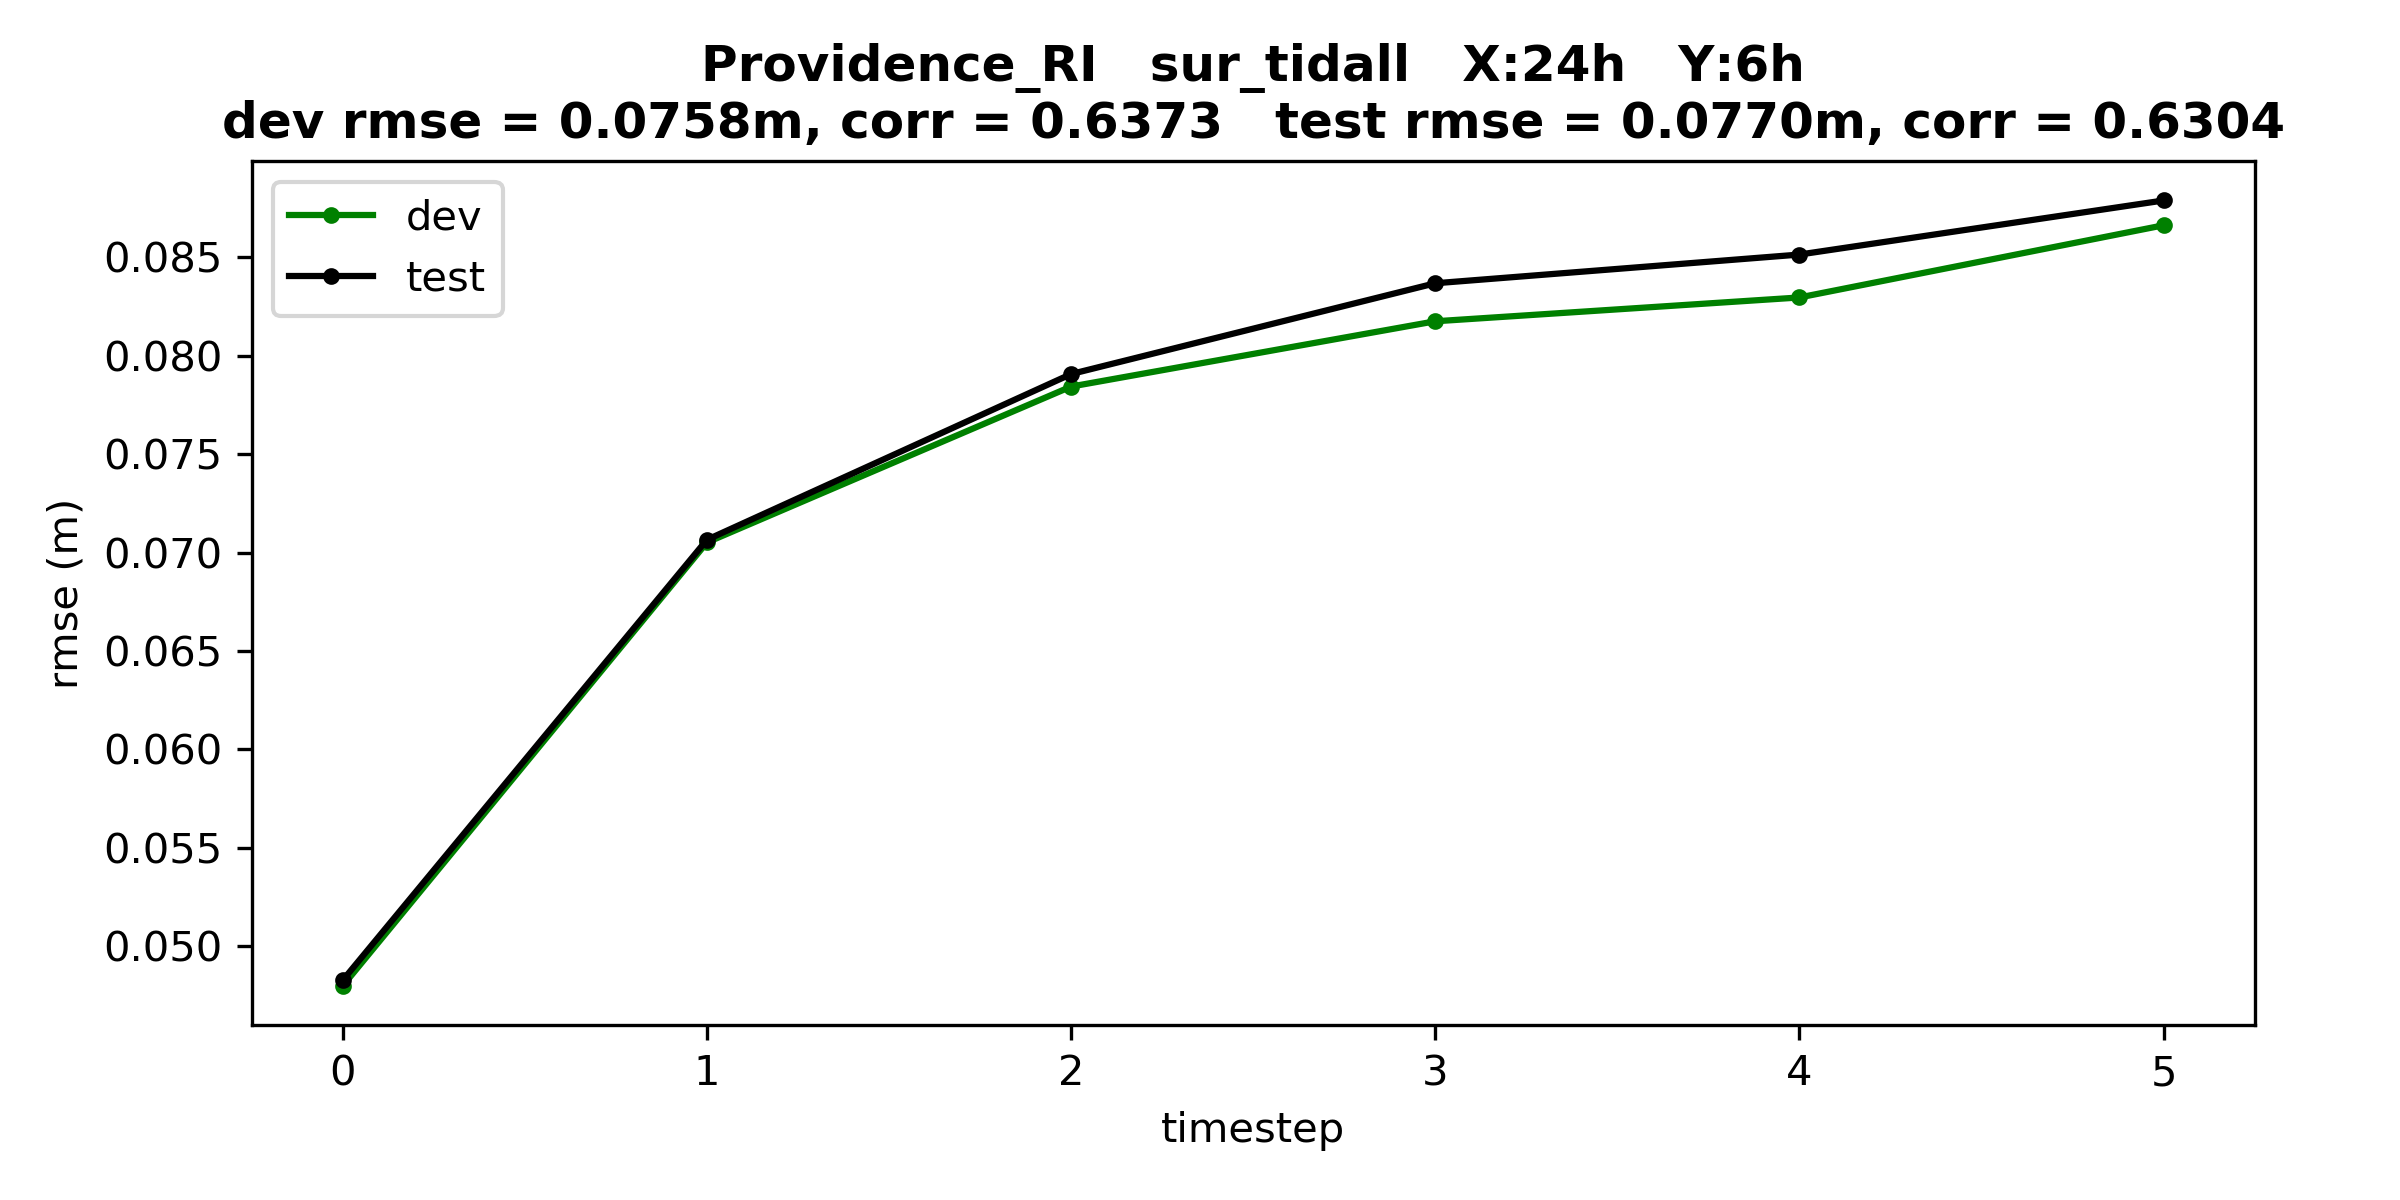 Providence_RI sur_tidall X:24h Y:6h
dev rmse = 0.0758m, corr = 0.6373 test rmse = 0.0770m, corr = 0.6304
dev
test
0.085
0.080
0.075
0.070
0.065
0.060
0.055
0.050
rmse (m)
0 1 2 3 4 5
timestep